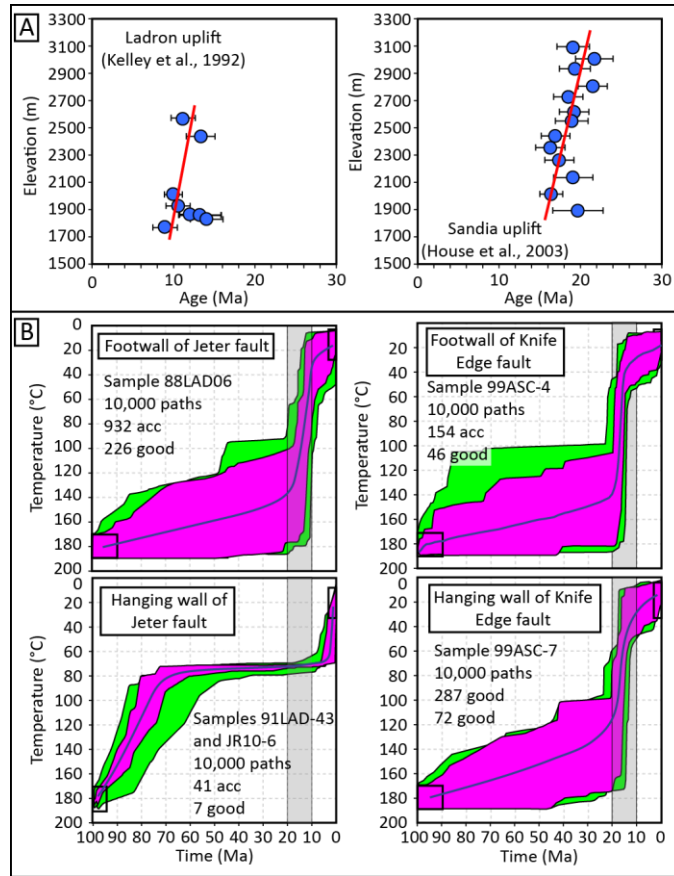 A
3300
3100
2900
2700
2500
2300
2100
1900
1700
1500
Elevation (m)
Ladron uplift
(Kelley et al., 1992)
0
10
20
30
Age (Ma)
3300
3100
2900
2700
2500
2300
2100
1900
1700
1500
Elevation (m)
Sandia uplift
(House et al., 2003)
0
10
20
30
Age (Ma)
B
0
20
40
60
80
100
120
140
160
180
200
Temperature (°C)
Footwall of Jeter fault
Sample 88LAD06
10,000 paths
932 acc
226 good
0
20
40
60
80
100
120
140
160
180
200
Temperature (°C)
Footwall of Knife
Edge fault
Sample 99ASC-4
10,000 paths
154 acc
46 good
0
20
40
60
80
100
120
140
160
180
200
Temperature (°C)
Hanging wall of
Jeter fault
Samples 91LAD-43
and JR10-6
10,000 paths
41 acc
7 good
100 90 80 70 60 50 40 30 20 10 0
Time (Ma)
0
20
40
60
80
100
120
140
160
180
200
Temperature (°C)
Hanging wall of Knife
Edge fault
Sample 99ASC-7
10,000 paths
287 good
72 good
100 90 80 70 60 50 40 30 20 10 0
Time (Ma)